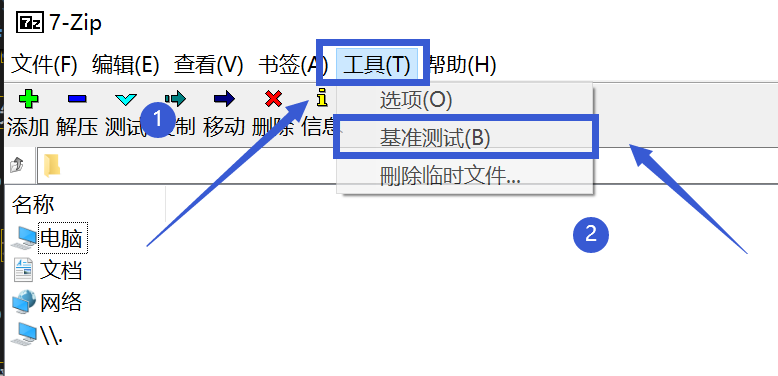 7z 7-Zip
文件(F) 编辑(E) 查看(V) 书签(A) 工具(T) 帮助(H)
添加 解压 测试 复制 移动 删除 信息
1
选项(O)
基准测试(B)
刪除临时文件...
名称
电脑
2
文档
网络
\\.